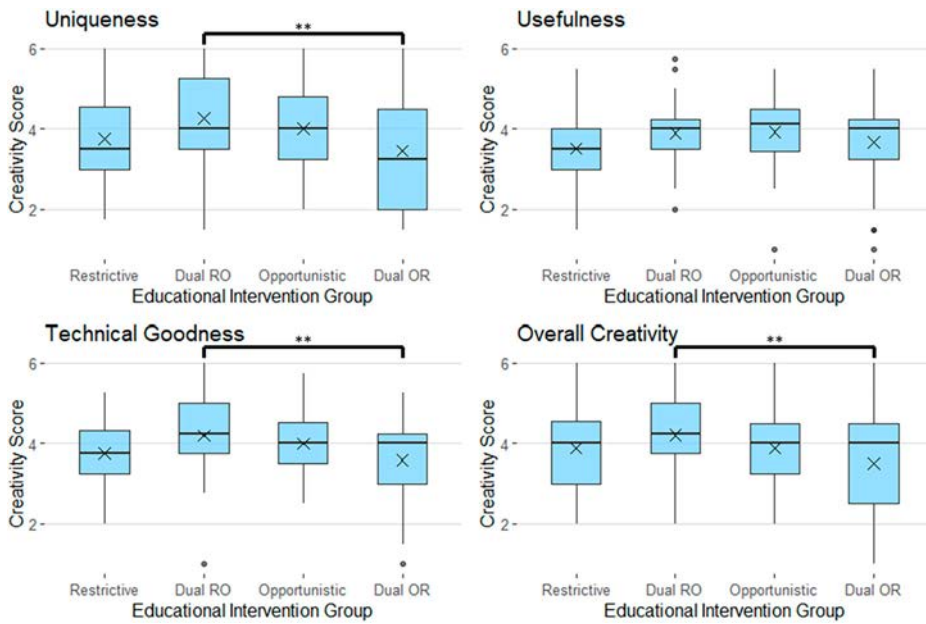 Uniqueness
**
Creativity Score
6
4
2
Restrictive Dual RO Opportunistic Dual OR
Educational Intervention Group
Usefulness
Creativity Score
6
4
2
Restrictive Dual RO Opportunistic Dual OR
Educational Intervention Group
Technical Goodness
**
Creativity Score
6
4
2
Restrictive Dual RO Opportunistic Dual OR
Educational Intervention Group
Overall Creativity
**
Creativity Score
6
4
2
Restrictive Dual RO Opportunistic Dual OR
Educational Intervention Group